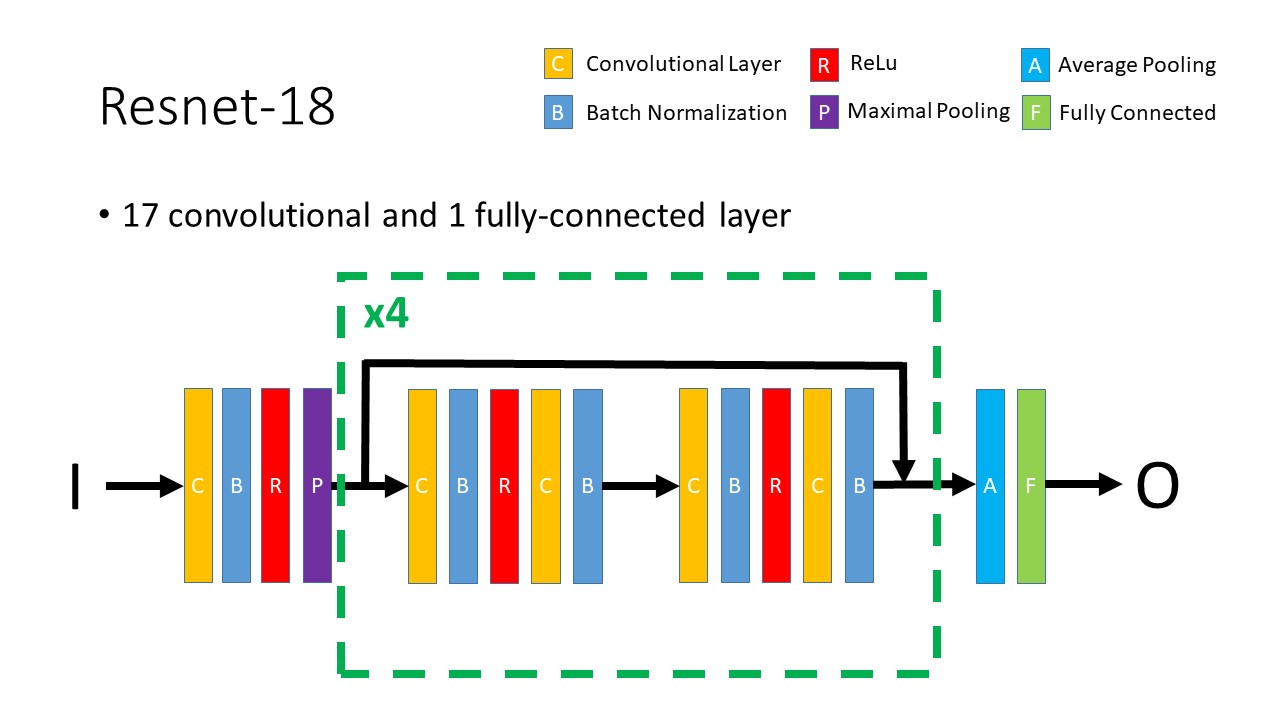 Resnet-18
C Convolutional Layer
R ReLu
A Average Pooling
B Batch Normalization
P Maximal Pooling
F Fully Connected
• 17 convolutional and 1 fully-connected layer
x4
I C B R P C B R C B C B R C B A F O